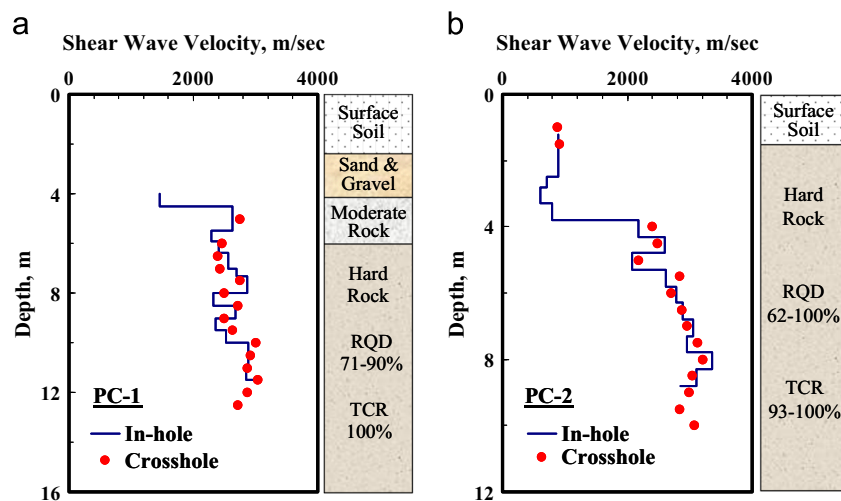 a
Shear Wave Velocity, m/sec
0 2000 4000
Depth, m
0
4
8
12
16
PC-1
In-hole
Crosshole
Surface
Soil
Sand &
Gravel
Moderate
Rock
Hard
Rock
RQD
71-90%
TCR
100%
b
Shear Wave Velocity, m/sec
0 2000 4000
Depth, m
0
4
8
12
PC-2
In-hole
Crosshole
Surface
Soil
Hard
Rock
RQD
62-100%
TCR
93-100%